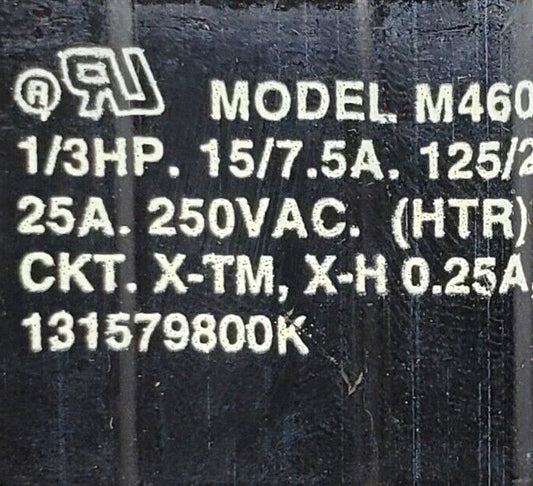 MODEL M460
1/3HP. 15/7.5A. 125/2
25A. 250VAC. (HTR)
CKT. X-TM, X-H 0.25A.
131579800K